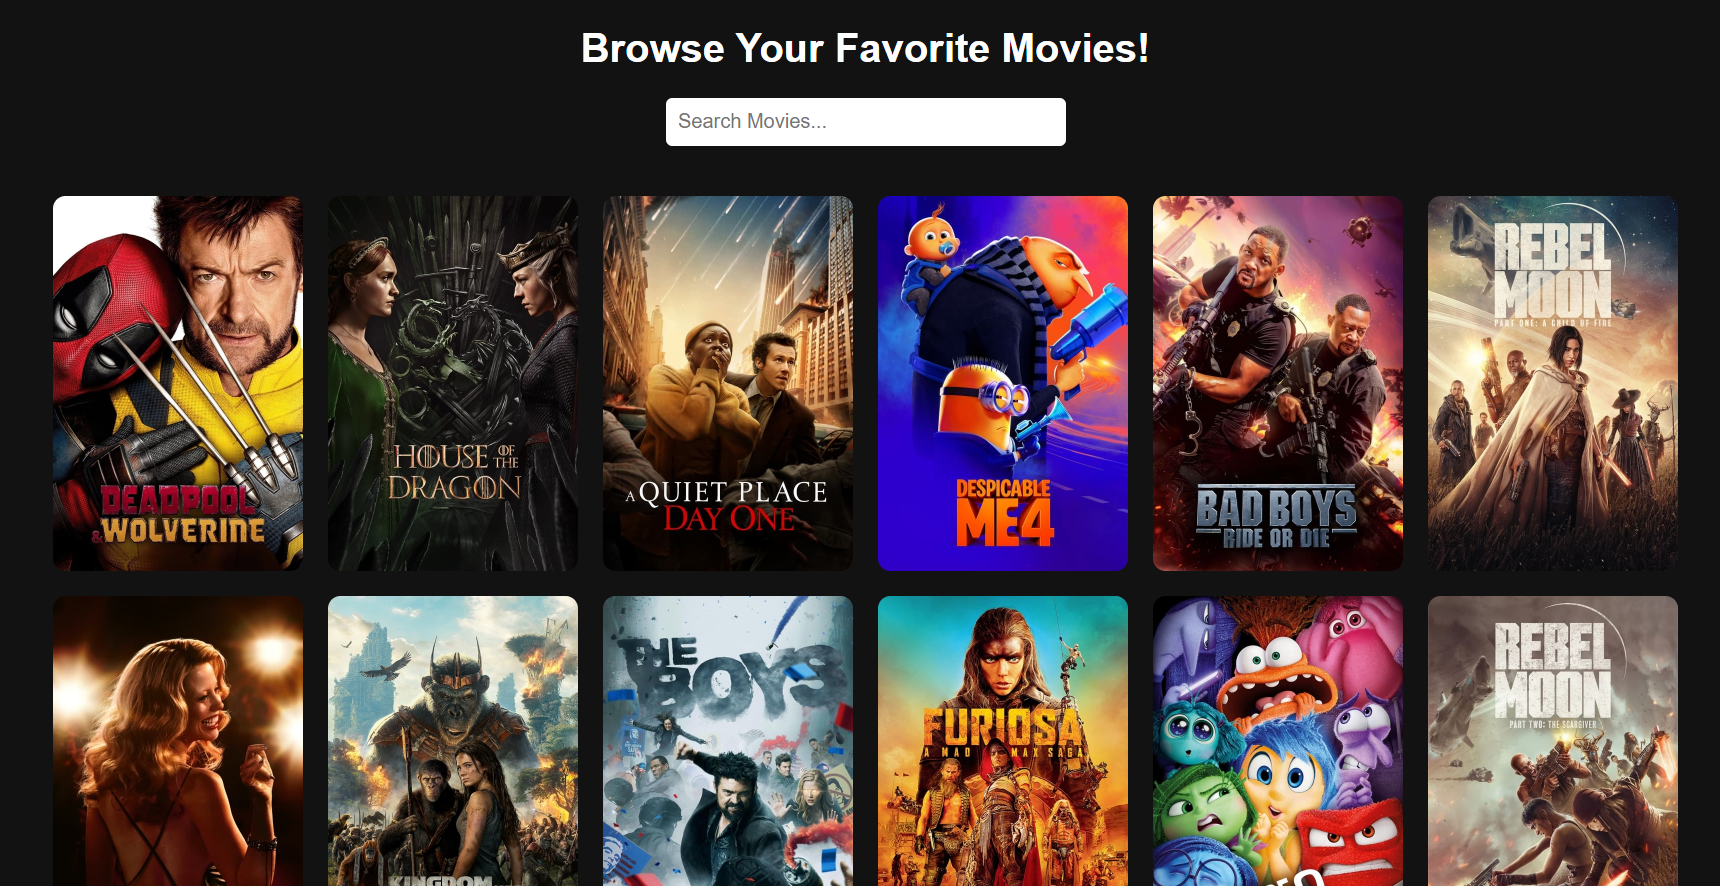 Browse Your Favorite Movies!
Search Movies...
DEADPOOL
& WOLVERINE
HOUSE OF THE
DRAGON
A QUIET PLACE
DAY ONE
DESPICABLE
ME4
BAD BOYS
RIDE OR DIE
REBEL
MOON
PART ONE: A CHILD OF FIRE
KINGDOM
THE
BOYS
FURIOSA
A MAD MAX SAGA
REBEL
MOON
PART TWO: THE SCARGIVER